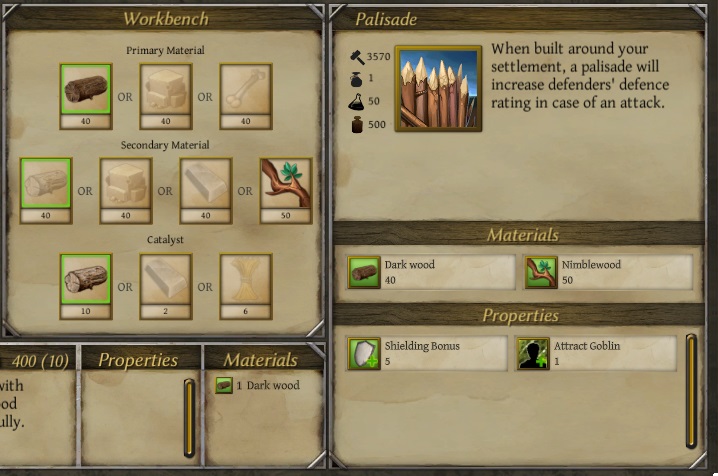 Workbench
Primary Material
OR
OR
40
40
40
Secondary Material
OR
OR
OR
40
40
40
50
Catalyst
OR
OR
10
2
6
400 (10)
with
ood
fully.
Properties
Materials
1 Dark wood
Palisade
3570
1
50
500
When built around your
settlement, a palisade will
increase defenders' defence
rating in case of an attack.
Materials
Dark wood
40
Nimblewood
50
Properties
Shielding Bonus
5
Attract Goblin
1